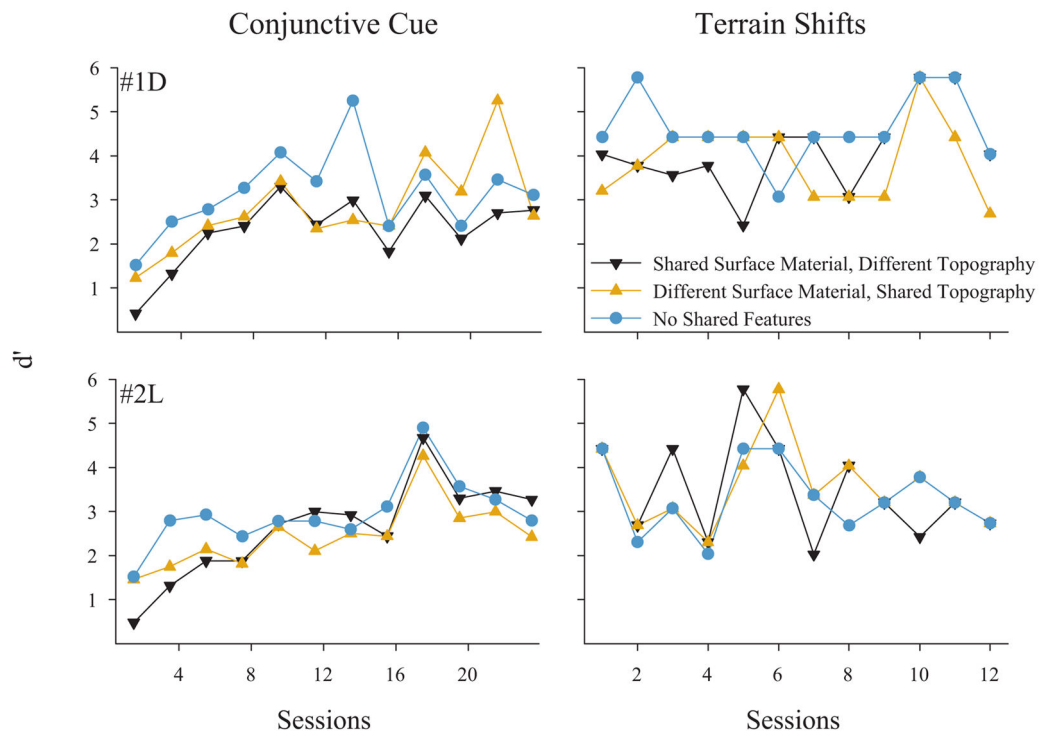 Conjunctive Cue
Terrain Shifts
#1D
6
5
4
3
2
1
Shared Surface Material, Different Topography
Different Surface Material, Shared Topography
No Shared Features
d'
#2L
6
5
4
3
2
1
4 8 12 16 20
2 4 6 8 10 12
Sessions
Sessions